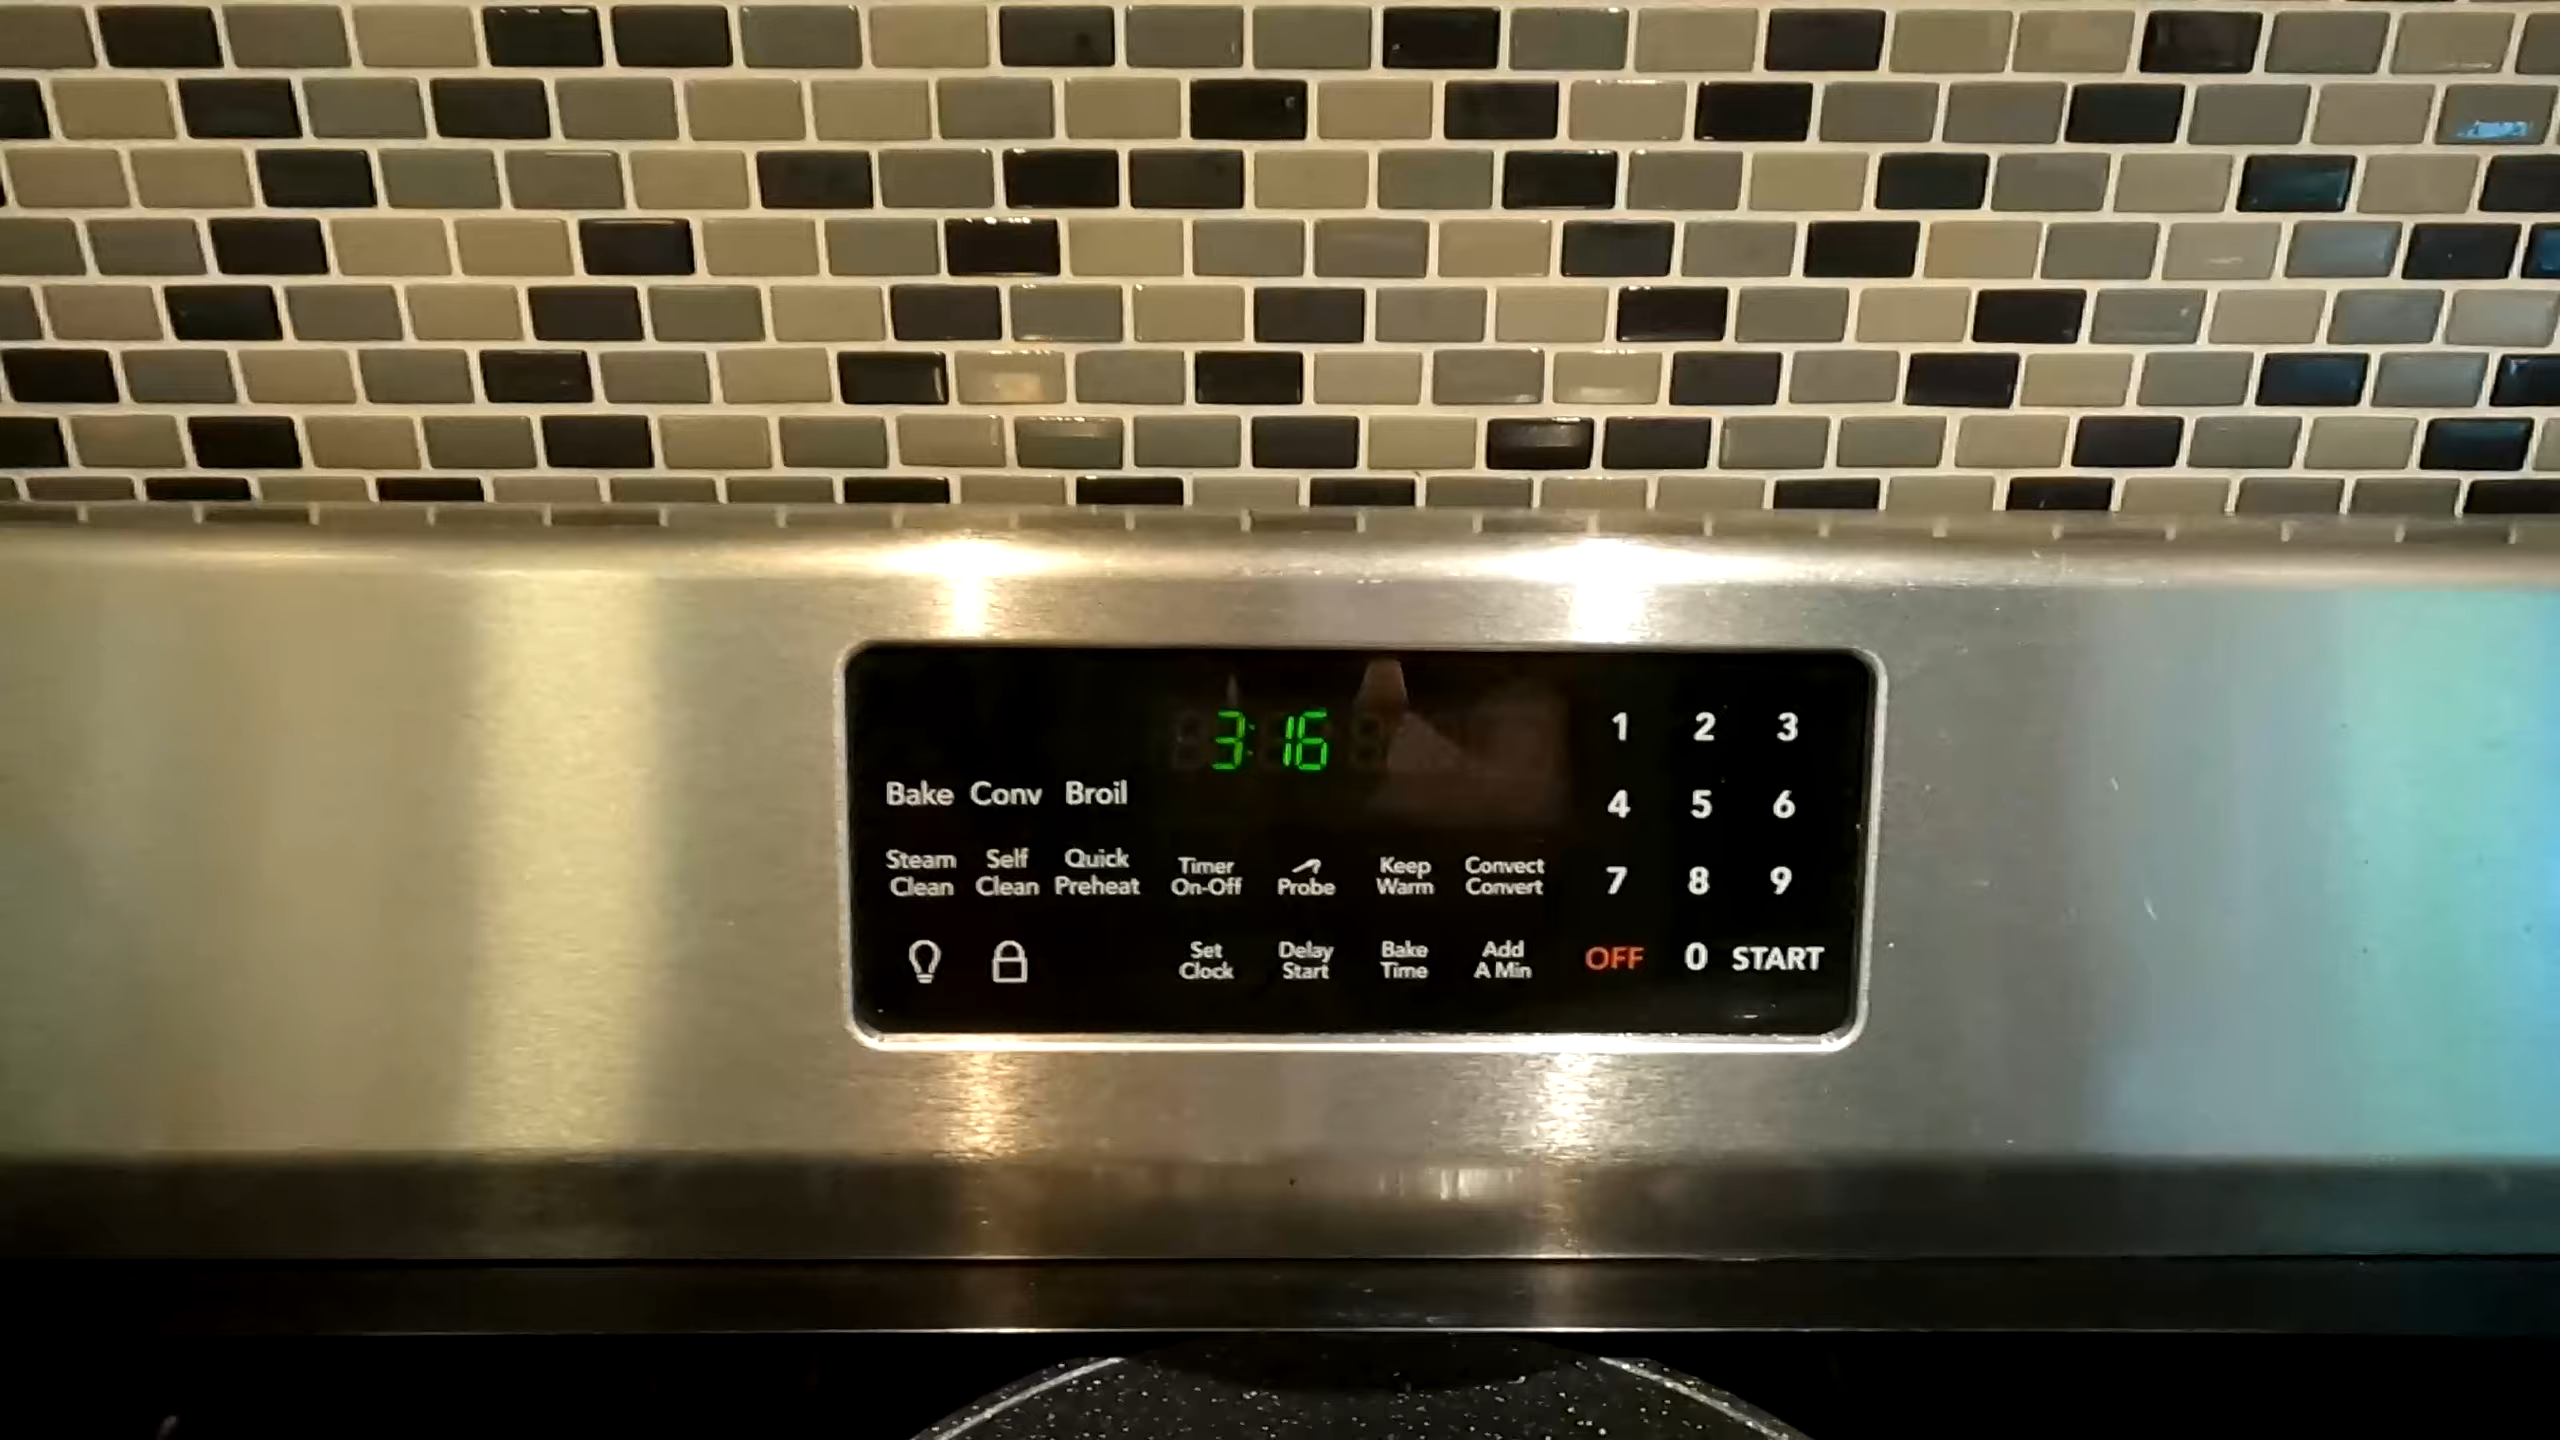 3:16
1 2 3
Bake Conv Broil
4 5 6
Steam Clean
Self Clean
Quick Preheat
Timer On-Off
Probe
Keep Warm
Convect Convert
7 8 9
Set Clock
Delay Start
Bake Time
Add A Min
OFF 0 START